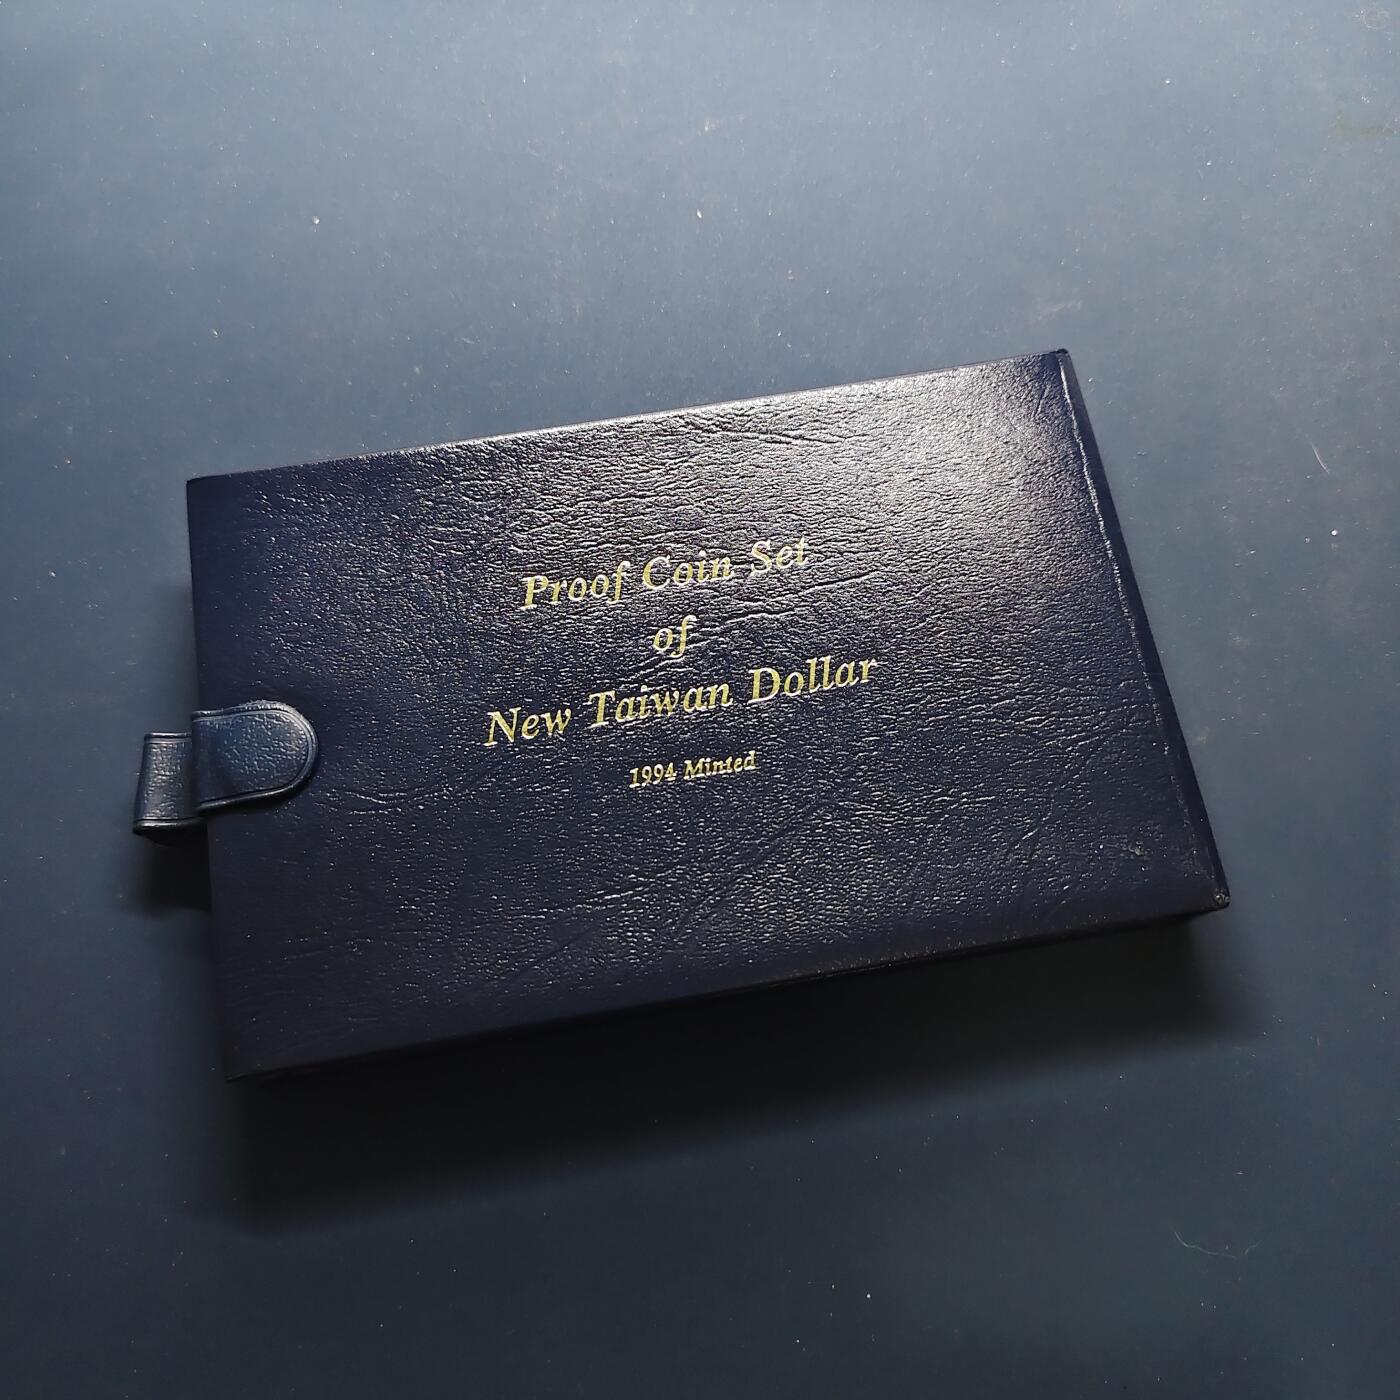 Proof Coin Set
of
New Taiwan Dollar
1994 Minted